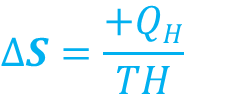 ΔS = +Q_H / TH